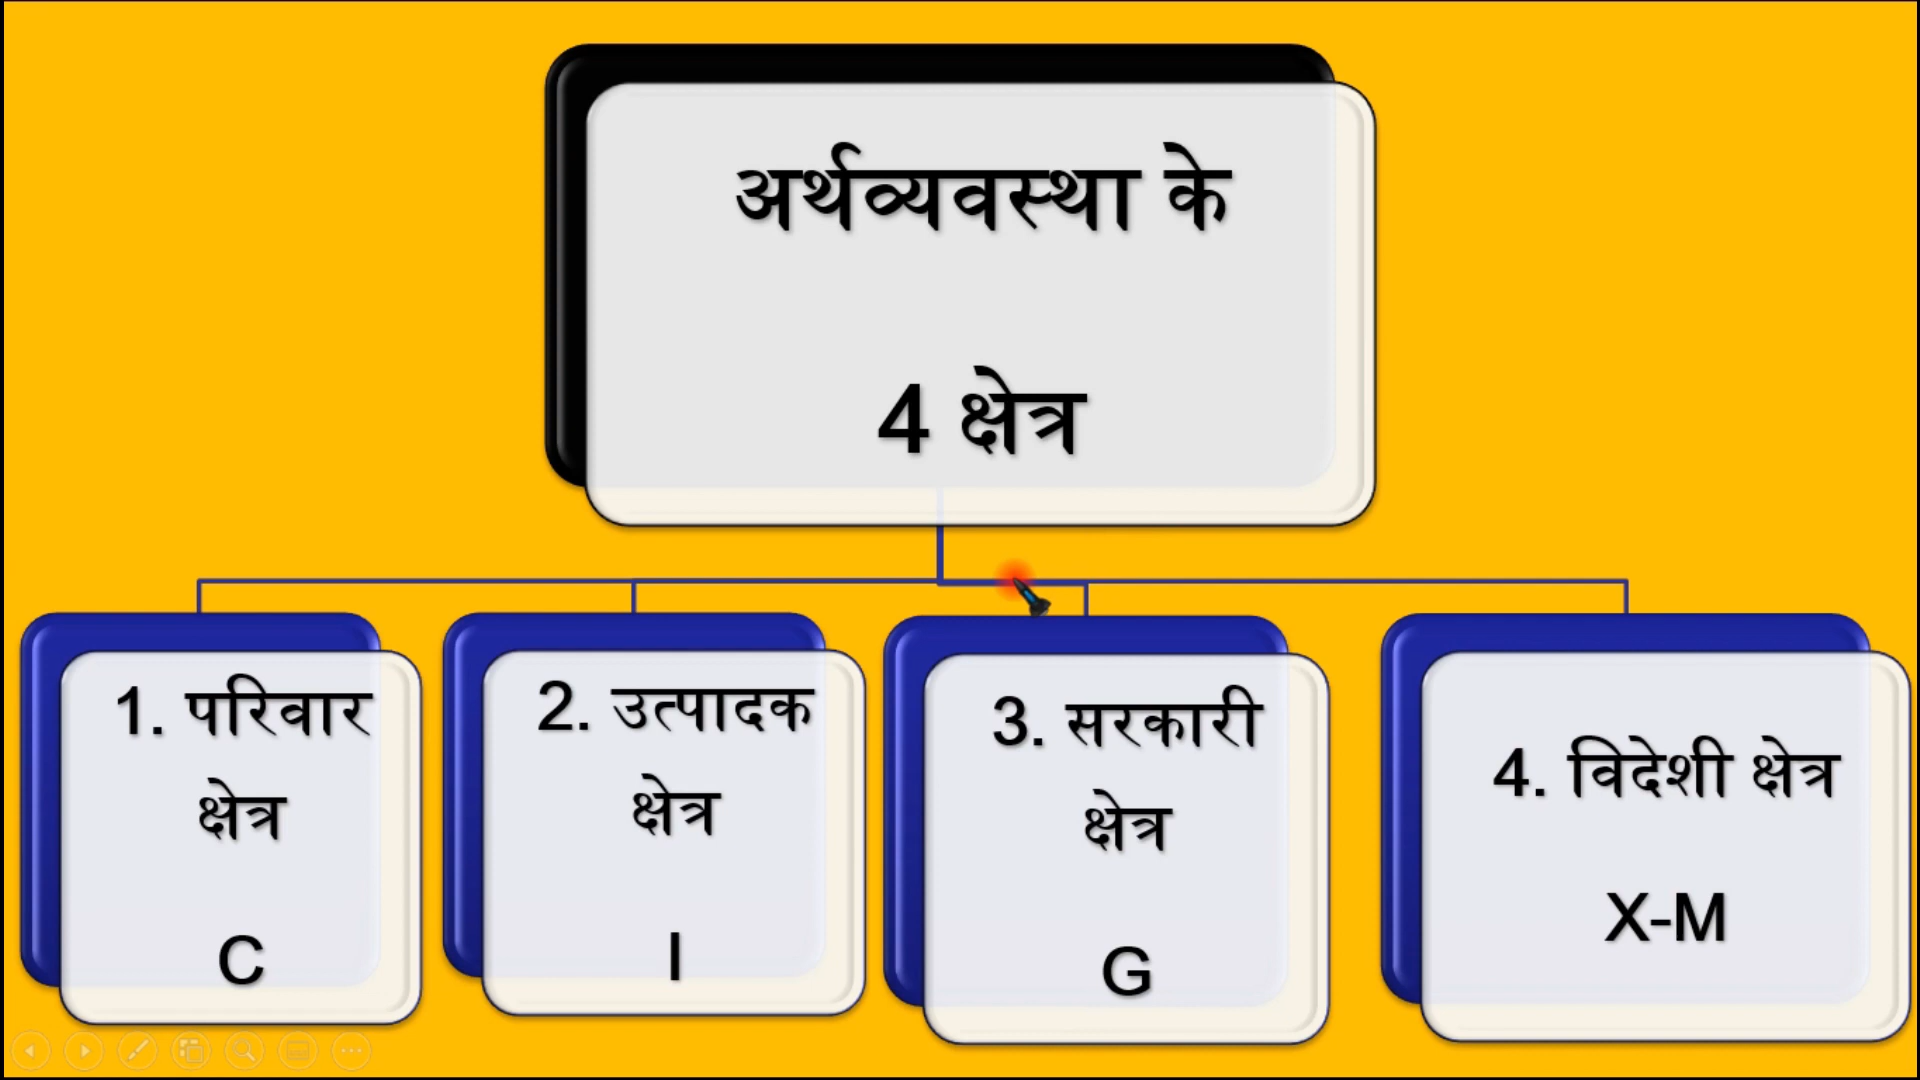 अर्थव्यवस्था के
4 क्षेत्र
1. परिवार
क्षेत्र
C
2. उत्पादक
क्षेत्र
I
3. सरकारी
क्षेत्र
G
4. विदेशी क्षेत्र
X-M